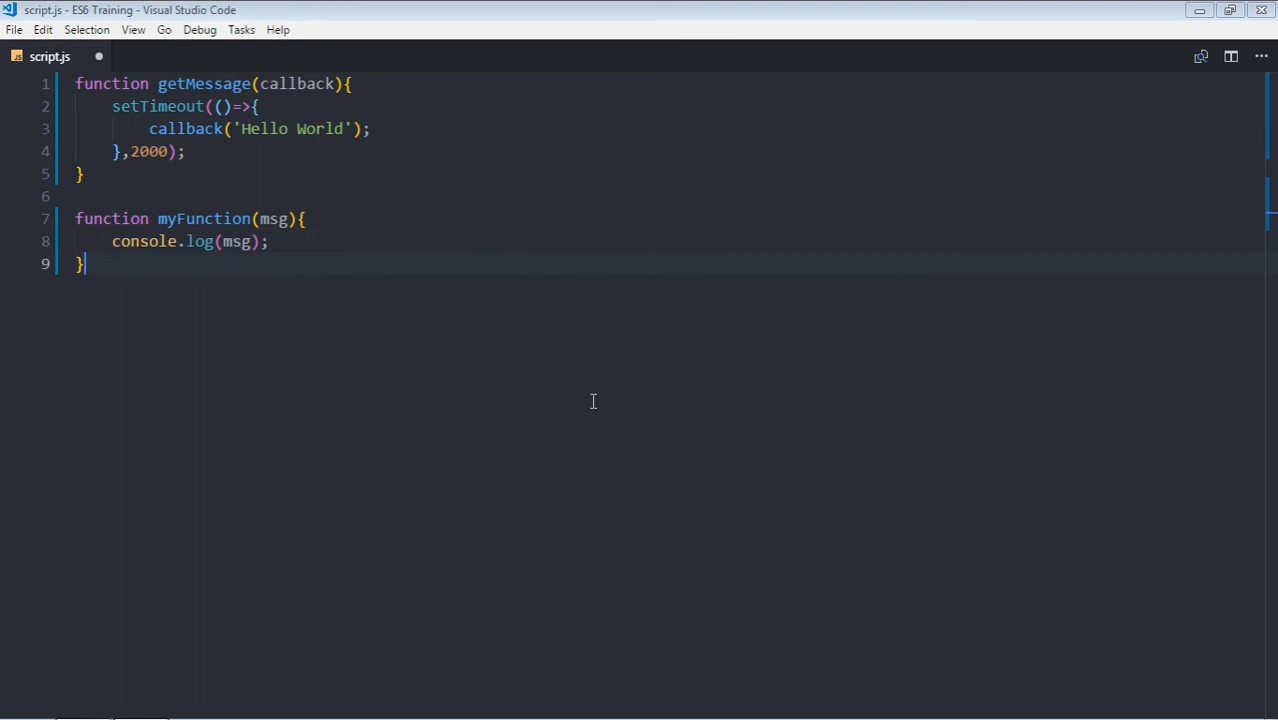 script.js - ES6 Training - Visual Studio Code
File Edit Selection View Go Debug Tasks Help
JS script.js
1 function getMessage(callback){
2 setTimeout(()=>{
3 callback('Hello World');
4 },2000);
5 }
6
7 function myFunction(msg){
8 console.log(msg);
9 }